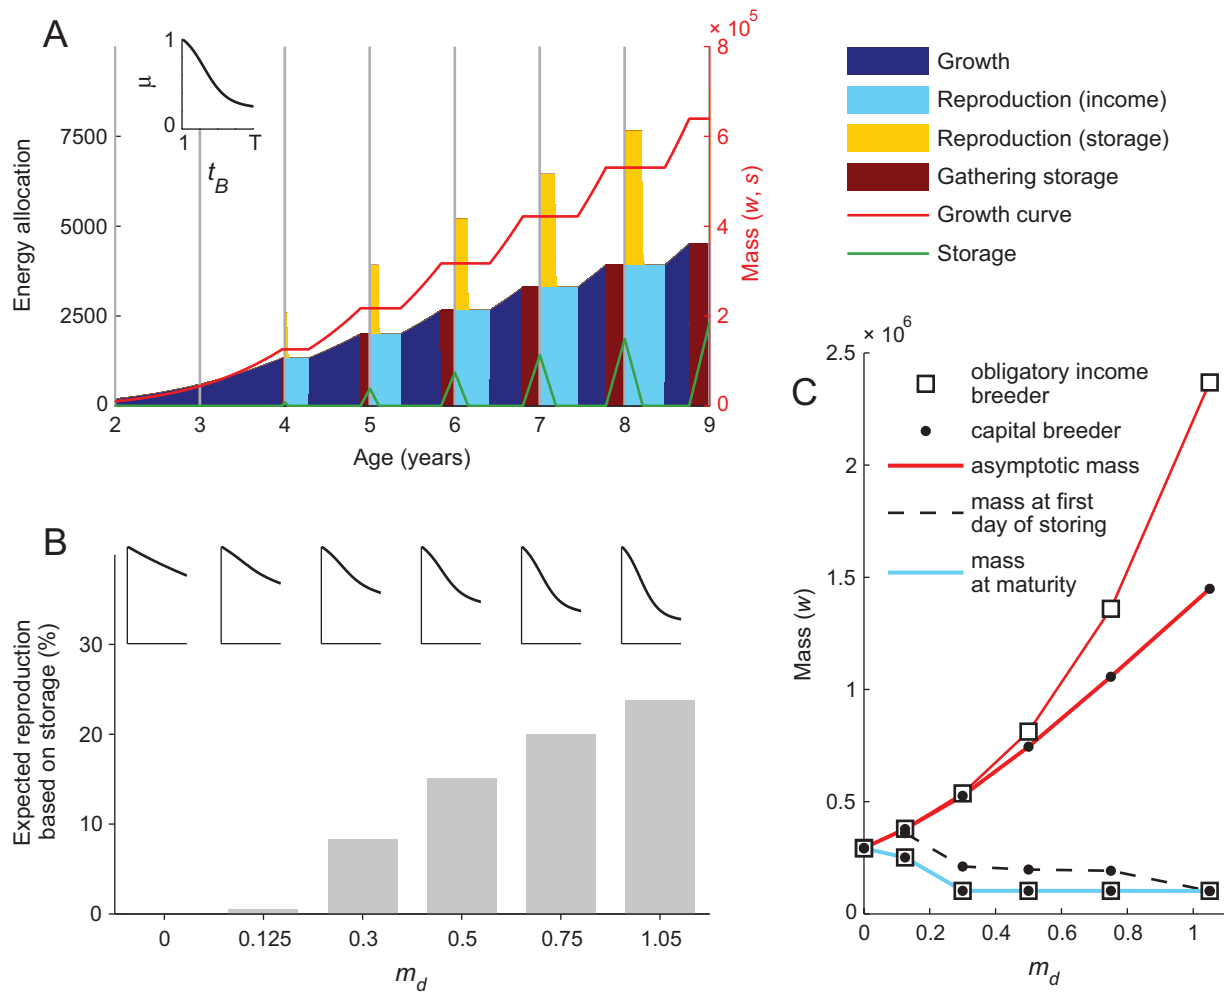 A
1
μ
0
1
T
t_B
Energy allocation
7500
5000
2500
0
2
3
4
5
6
7
8
9
Age (years)
× 10^5
8
6
4
2
0
Mass (w, s)
Growth
Reproduction (income)
Reproduction (storage)
Gathering storage
Growth curve
Storage
B
Expected reproduction
based on storage (%)
30
20
10
0
0
0.125
0.3
0.5
0.75
1.05
m_d
C
× 10^6
2.5
2
1.5
1
0.5
0
Mass (w)
obligatory income
breeder
capital breeder
asymptotic mass
mass at first
day of storing
mass
at maturity
0
0.2
0.4
0.6
0.8
1
m_d